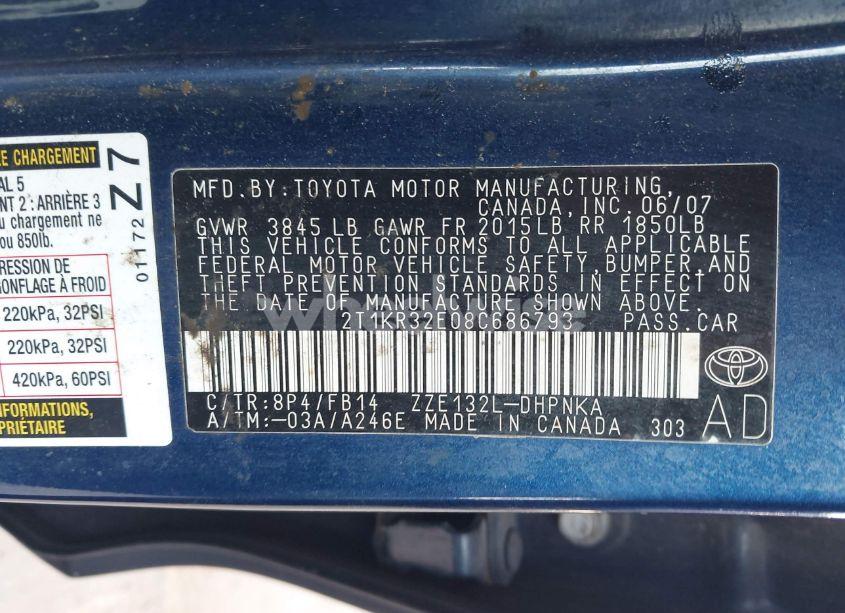 E CHARGEMENT
AL 5
NT 2 : ARRIÈRE 3
u chargement ne
ou 850lb.
RESSION DE
ONFLAGE À FROID
220kPa, 32PSI
220kPa, 32PSI
420kPa, 60PSI
INFORMATIONS
PRIÉTAIRE
01172 Z 7
MFD.BY:TOYOTA MOTOR MANUFACTURING,
CANADA,INC. 06/07
GVWR 3845 LB GAWR FR 2015LB RR 1850LB
THIS VEHICLE CONFORMS TO ALL APPLICABLE
FEDERAL MOTOR VEHICLE SAFETY,BUMPER,AND
THEFT PREVENTION STANDARDS IN EFFECT ON
THE DATE OF MANUFACTURE SHOWN ABOVE.
2T1KR32E08C686793 PASS.CAR
C/TR:8P4/FB14 ZZE132L-DHPNKA
A/TM:-03A/A246E MADE IN CANADA 303
AD